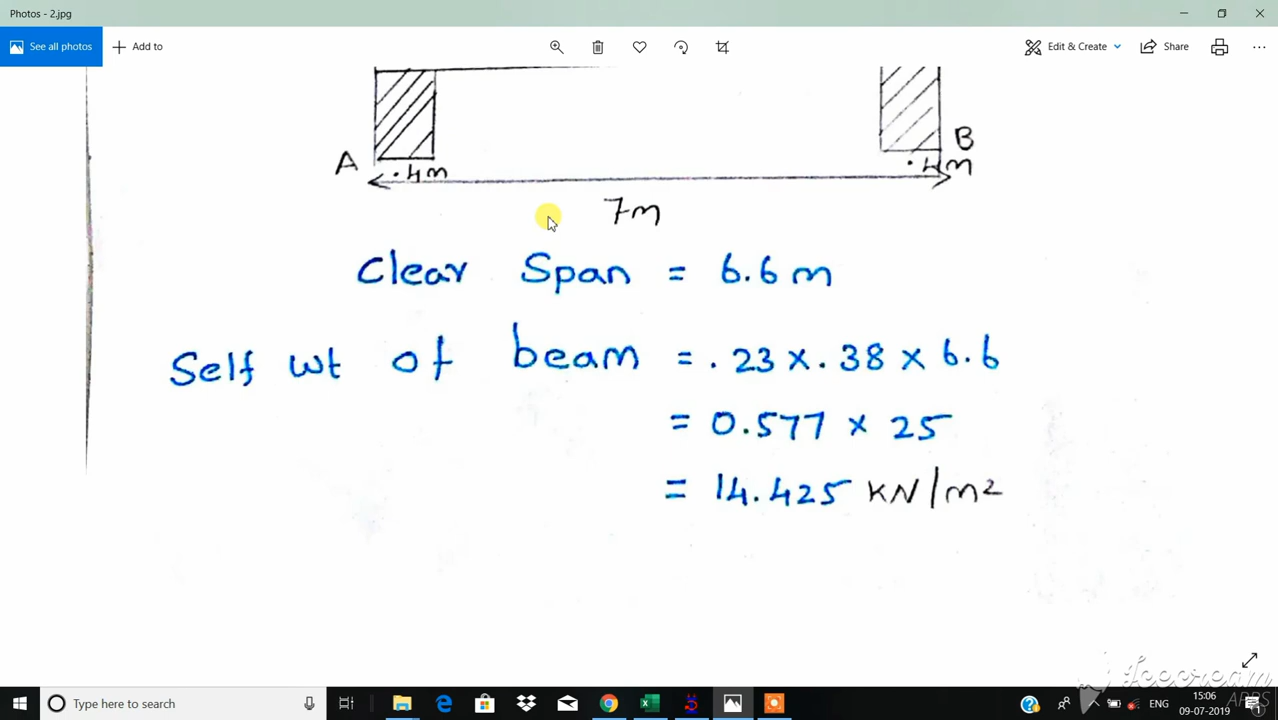 Photos - 2.jpg
See all photos
Add to
Edit & Create
Share
A
B
.4m
.4m
7m
Clear Span = 6.6 m
Self wt of beam = .23 x .38 x 6.6
= 0.577 x 25
= 14.425 KN/m2
Icecream
APPS
Type here to search
ENG
15:06
09-07-2019